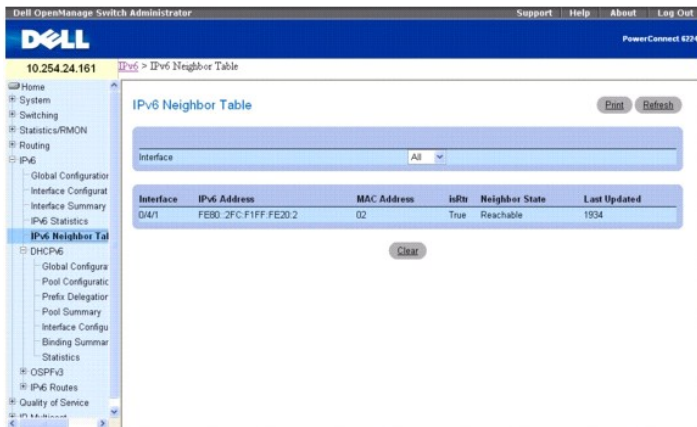 Dell OpenManage Switch Administrator Support Help About Log Out
DELL
PowerConnect 6224
10.254.24.161
IPv6 > IPv6 Neighbor Table
Home
System
Switching
Statistics/RMON
Routing
IPv6
Global Configuration
Interface Configurat
Interface Summary
IPv6 Statistics
IPv6 Neighbor Tal
DHCPv6
Global Configura
Pool Configuratic
Prefix Delegation
Pool Summary
Interface Configu
Binding Summar
Statistics
OSPFv3
IPv6 Routes
Quality of Service
IP Multicast
IPv6 Neighbor Table
Print Refresh
Interface All
Interface IPv6 Address MAC Address isRtr Neighbor State Last Updated
0/4/1 FE80::2FC:F1FF:FE20:2 02 True Reachable 1934
Clear